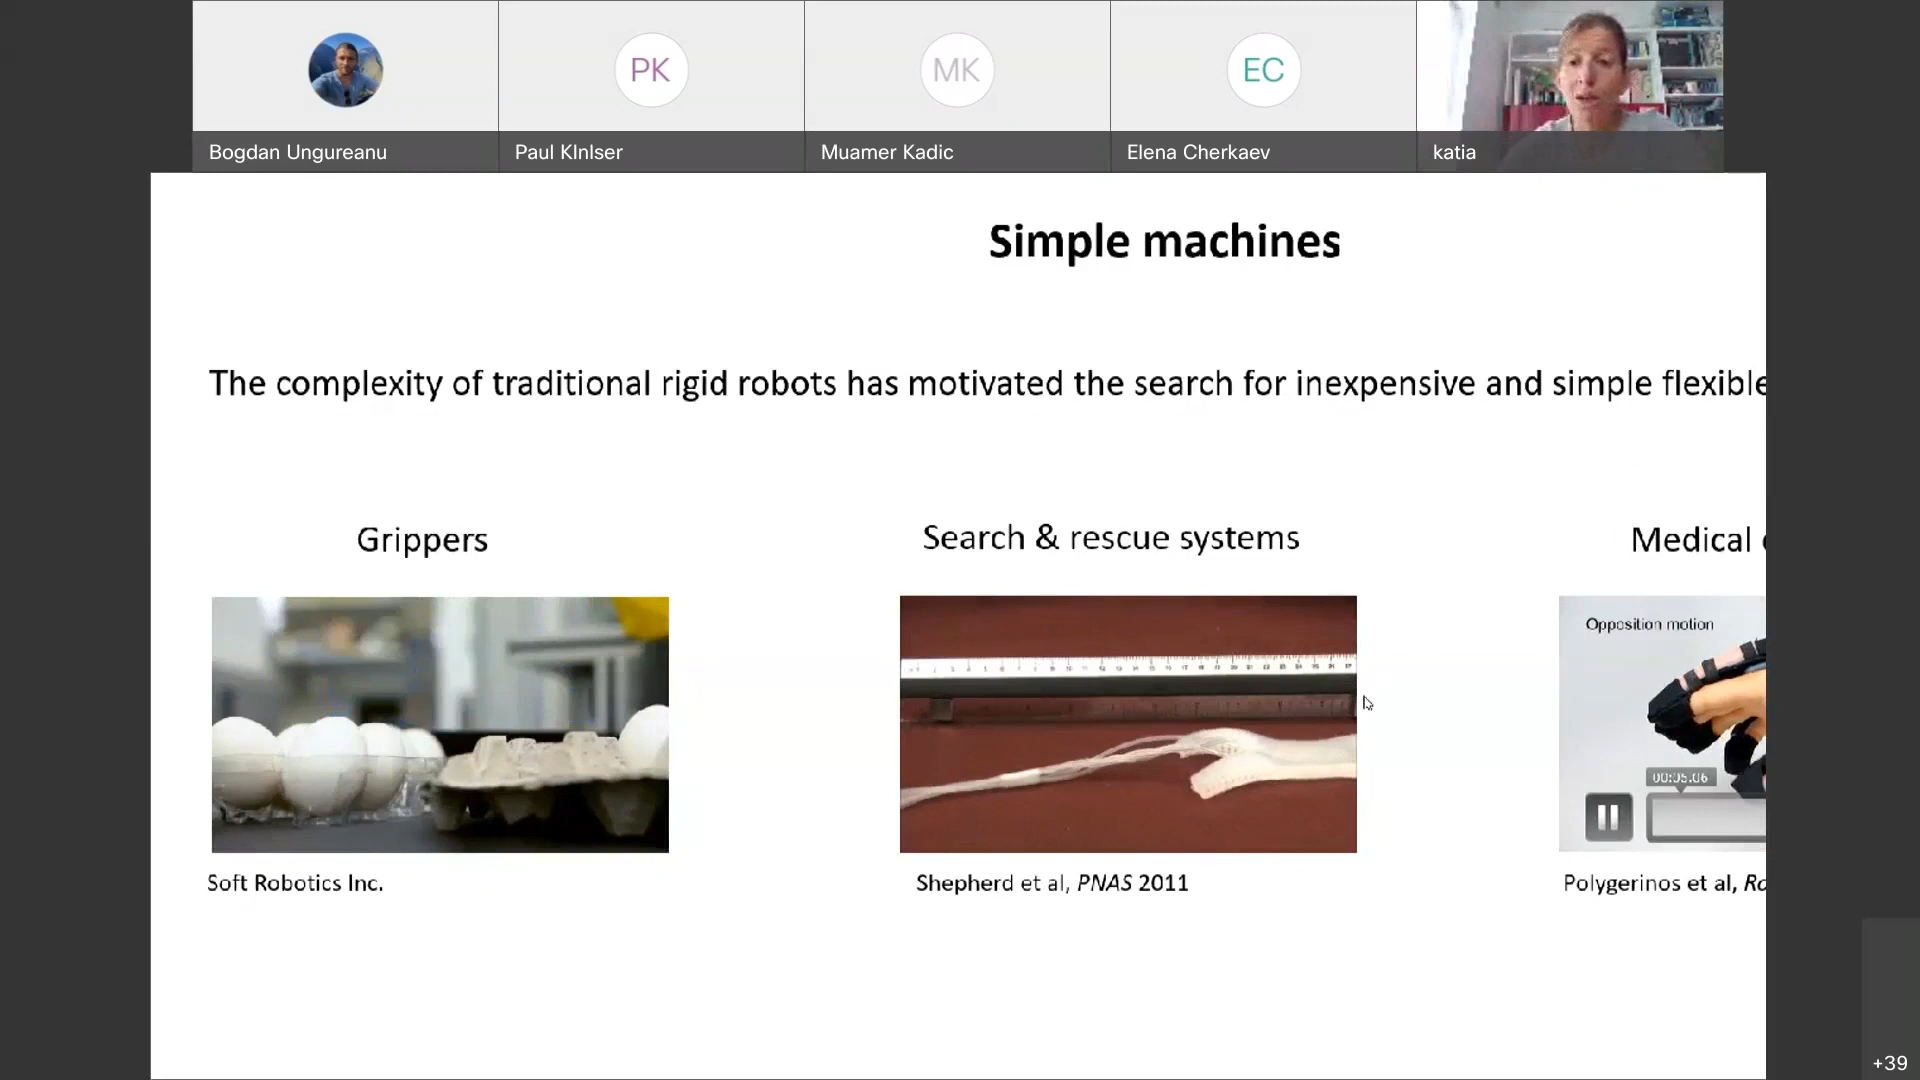 PK
MK
EC
Bogdan Ungureanu
Paul KInIser
Muamer Kadic
Elena Cherkaev
katia
Simple machines
The complexity of traditional rigid robots has motivated the search for inexpensive and simple flexible
Grippers
Search & rescue systems
Medical
Opposition motion
00:05.06
Soft Robotics Inc.
Shepherd et al, PNAS 2011
Polygerinos et al, Ro
+39